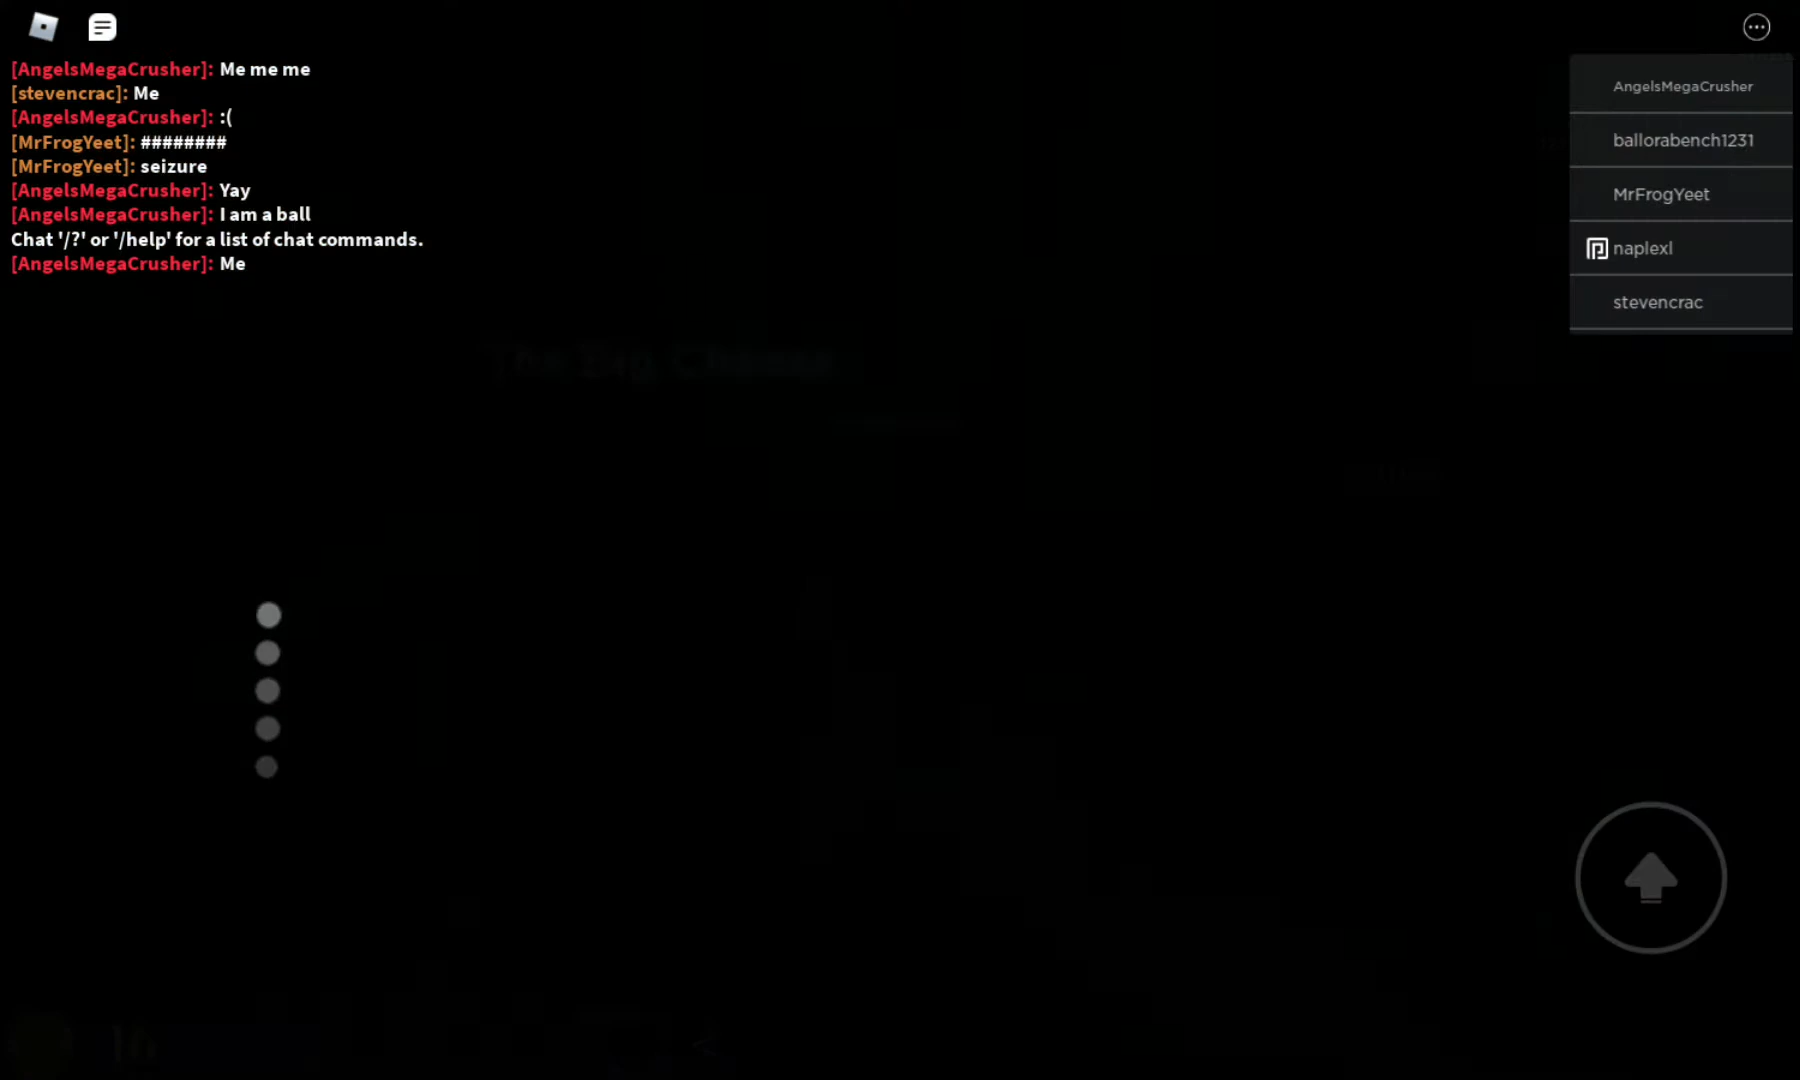 [AngelsMegaCrusher]: Me me me
[stevencrac]: Me
[AngelsMegaCrusher]: :(
[MrFrogYeet]: ########
[MrFrogYeet]: seizure
[AngelsMegaCrusher]: Yay
[AngelsMegaCrusher]: I am a ball
Chat '/?' or '/help' for a list of chat commands.
[AngelsMegaCrusher]: Me
AngelsMegaCrusher
ballorabench1231
MrFrogYeet
naplexl
stevencrac